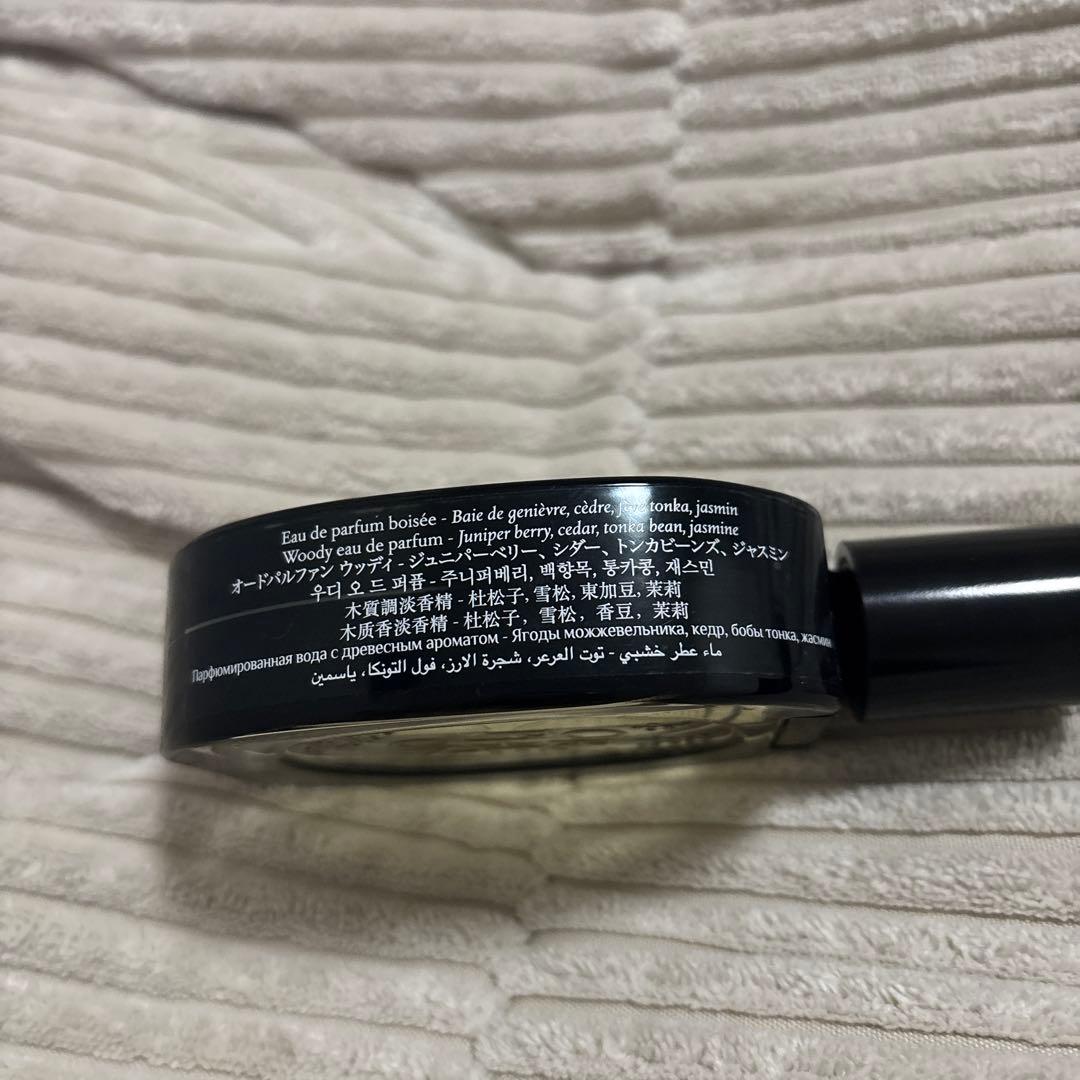 Eau de parfum boisée - Baie de genièvre, cèdre, fève tonka, jasmin
Woody eau de parfum - Juniper berry, cedar, tonka bean, jasmine
オードパルファン ウッディ - ジュニパーベリー、シダー、トンカビーンズ、ジャスミン
우디 오 드 퍼퓸 - 주니퍼베리, 백향목, 통카콩, 재스민
木質調淡香精 - 杜松子, 雪松, 東加豆, 茉莉
木质香淡香精 - 杜松子，雪松，香豆，茉莉
Парфюмированная вода с древесным ароматом - Ягоды можжевельника, кедр, бобы тонка, жасмин
ماء عطر خشبي - توت العرعر، شجرة الارز، فول التونكا، ياسمين